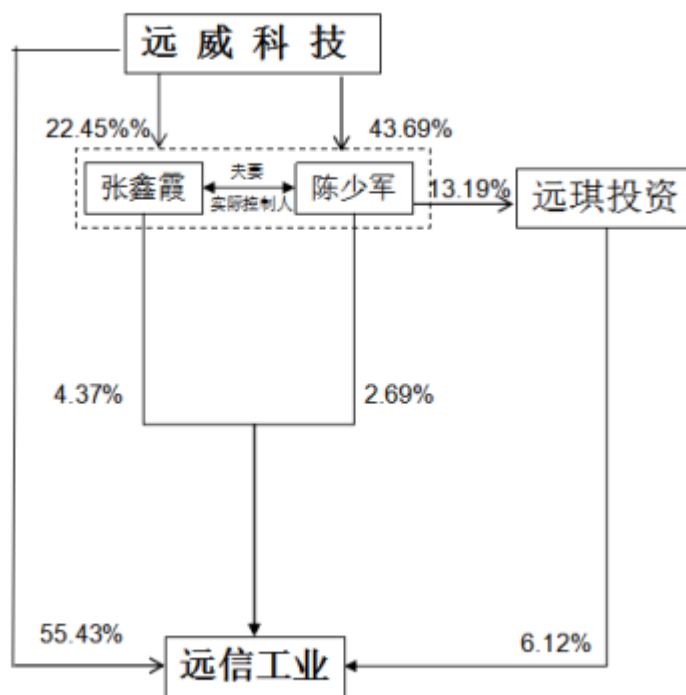 远威科技
22.45%%
43.69%
张鑫霞
夫妻
实际控制人
陈少军
13.19%
远琪投资
4.37%
2.69%
55.43%
远信工业
6.12%